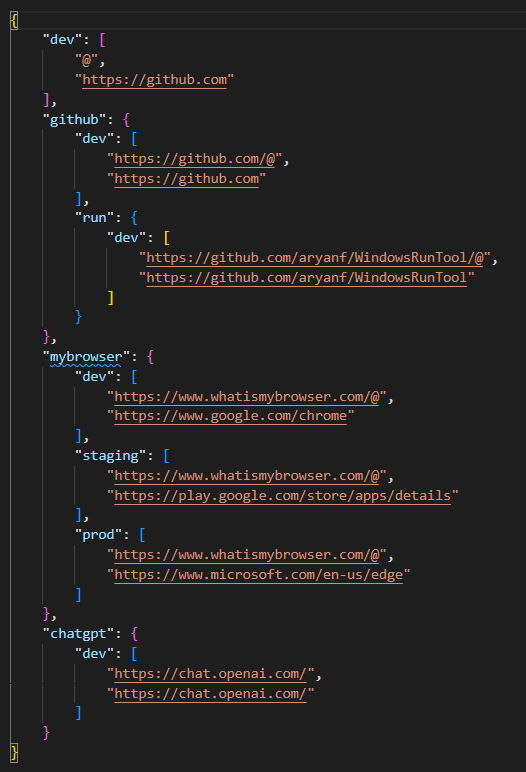 {
    "dev": [
        "@",
        "https://github.com"
    ],
    "github": {
        "dev": [
            "https://github.com/@",
            "https://github.com"
        ],
        "run": {
            "dev": [
                "https://github.com/aryanf/WindowsRunTool/@",
                "https://github.com/aryanf/WindowsRunTool"
            ]
        }
    },
    "mybrowser": {
        "dev": [
            "https://www.whatismybrowser.com/@",
            "https://www.google.com/chrome"
        ],
        "staging": [
            "https://www.whatismybrowser.com/@",
            "https://play.google.com/store/apps/details"
        ],
        "prod": [
            "https://www.whatismybrowser.com/@",
            "https://www.microsoft.com/en-us/edge"
        ]
    },
    "chatgpt": {
        "dev": [
            "https://chat.openai.com/",
            "https://chat.openai.com/"
        ]
    }
}